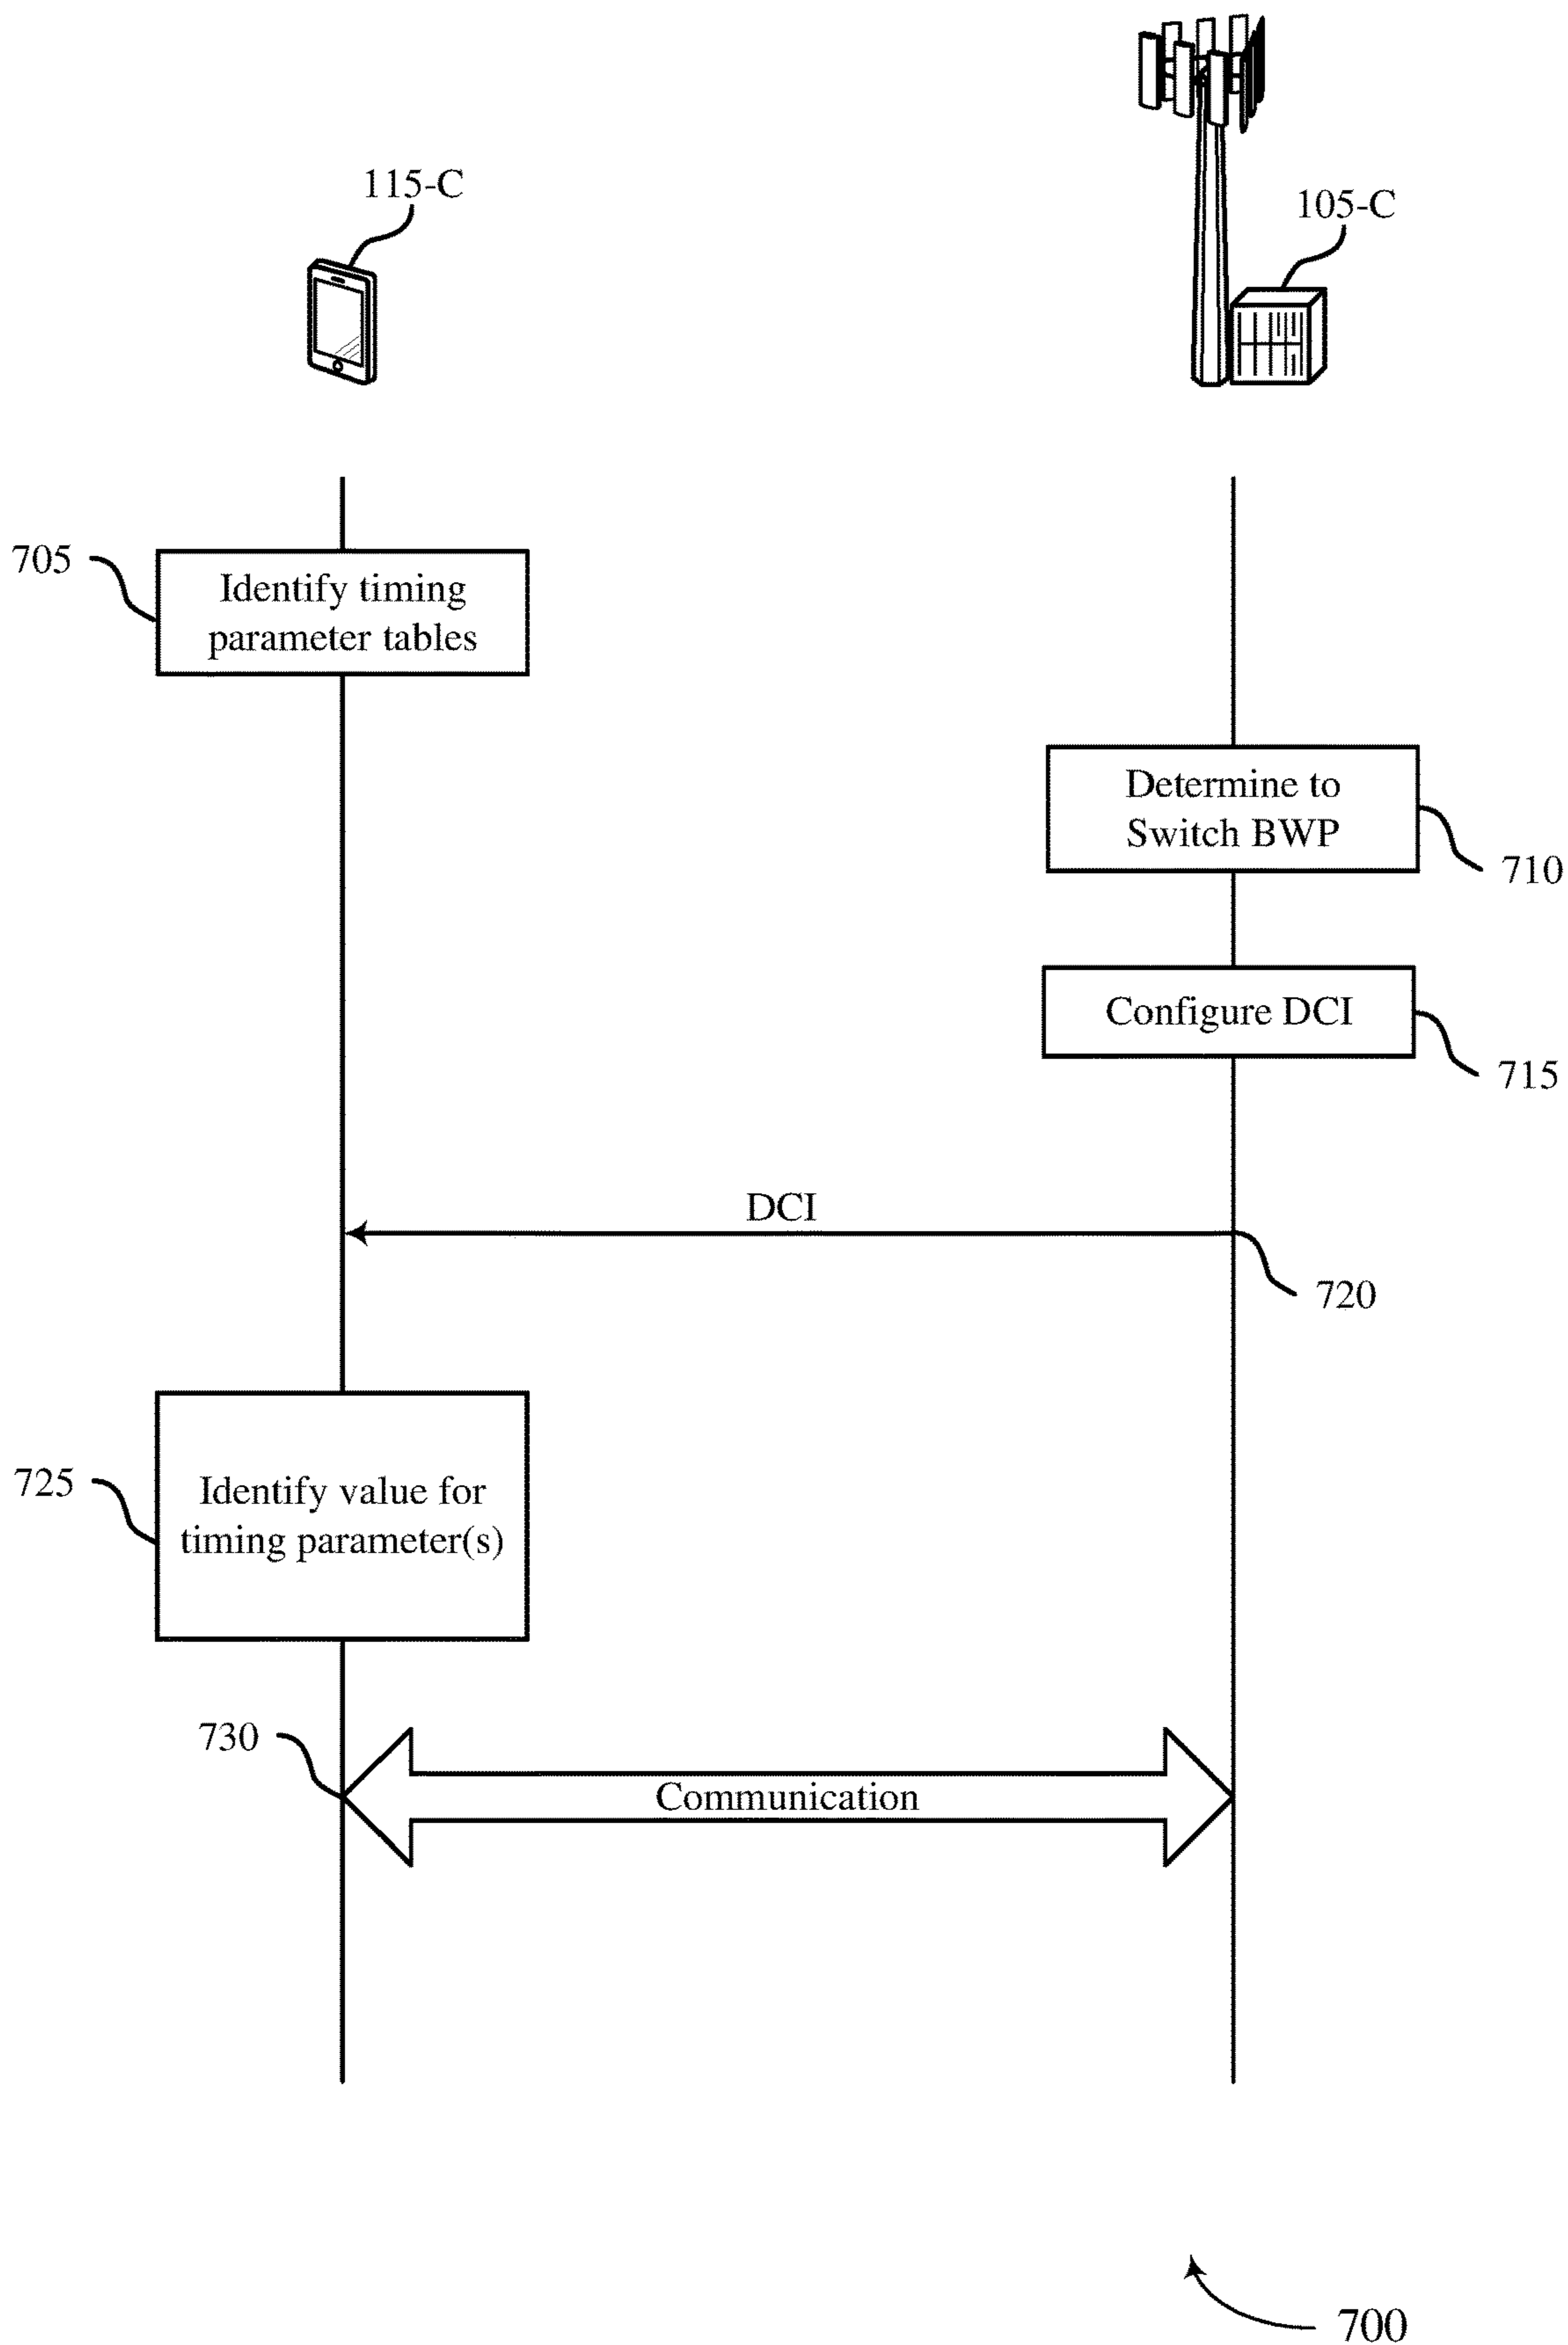 115-C
105-C
705
Identify timing
parameter tables
Determine to
Switch BWP
710
Configure DCI
715
DCI
720
725
Identify value for
timing parameter(s)
730
Communication
700